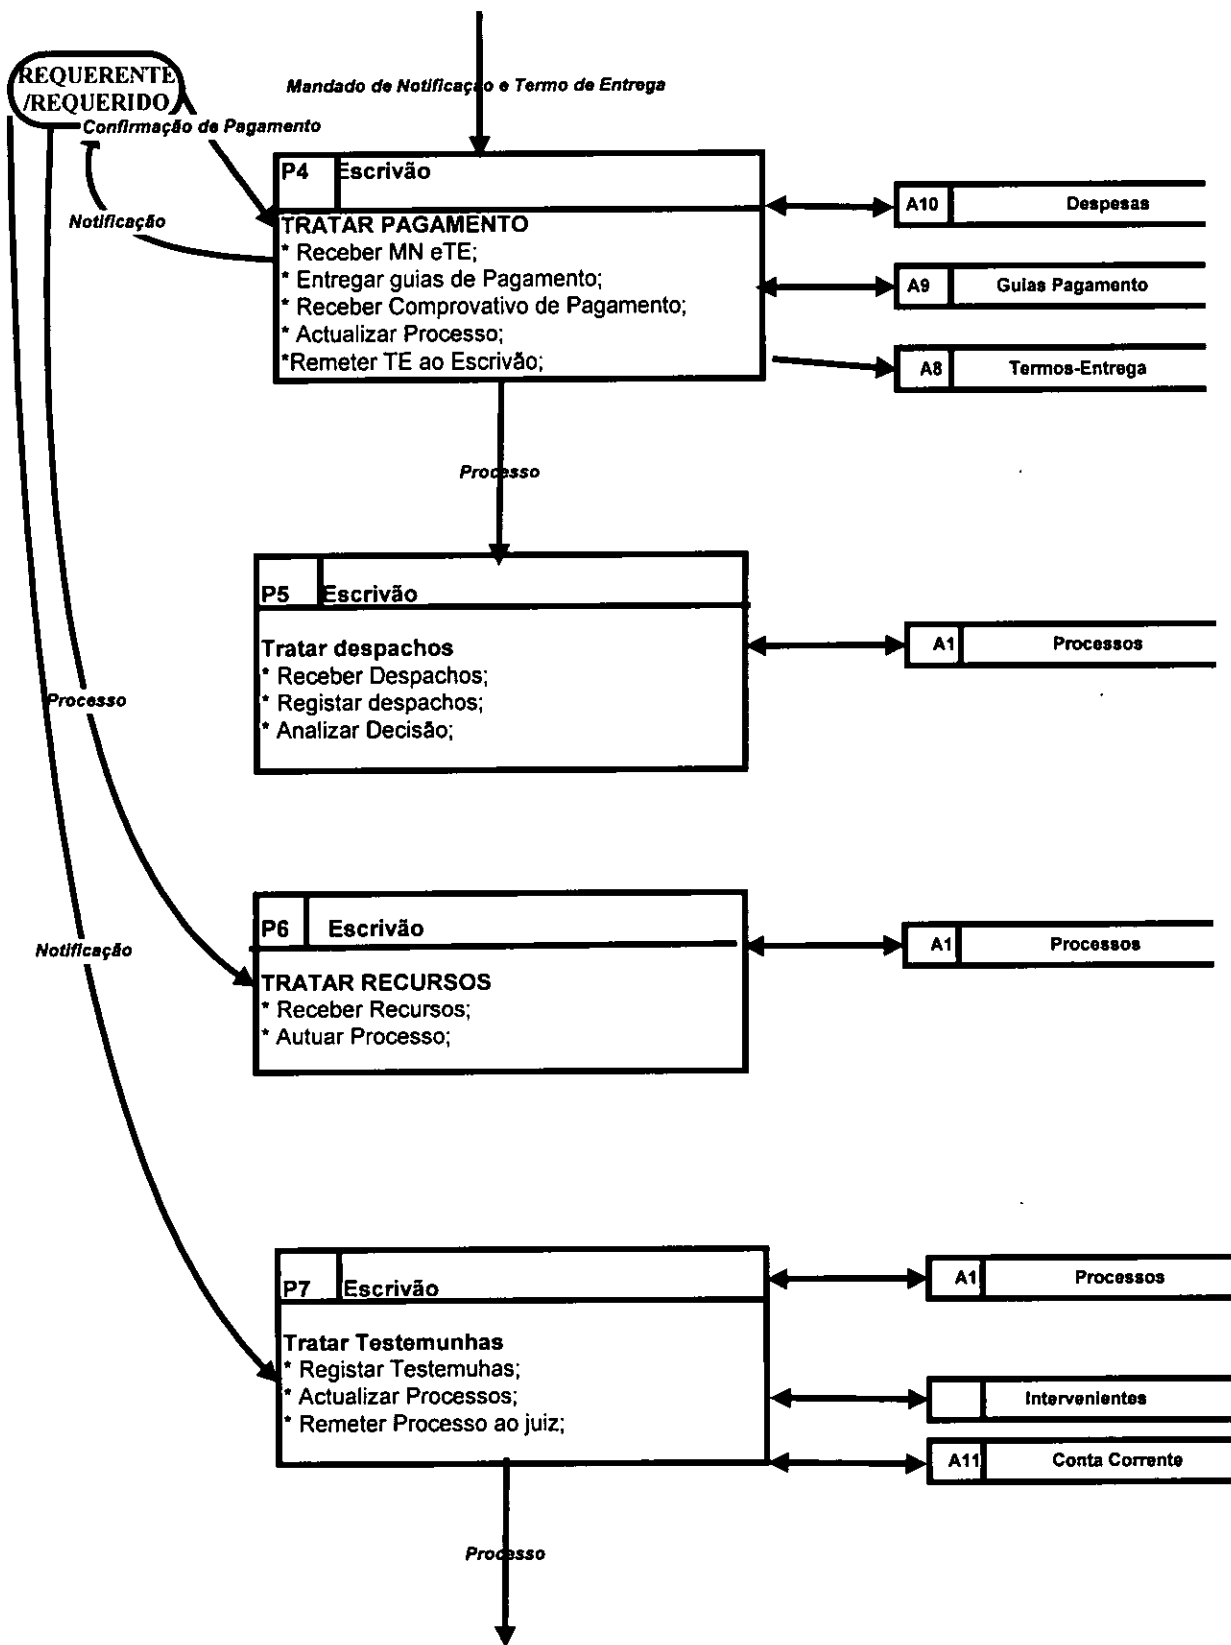 REQUERENTE
/REQUERIDO
Mandado de Notificação e Termo de Entrega
Confirmação de Pagamento
Notificação
P4 Escrivão
TRATAR PAGAMENTO
* Receber MN eTE;
* Entregar guias de Pagamento;
* Receber Comprovativo de Pagamento;
* Actualizar Processo;
*Remeter TE ao Escrivão;
A10 Despesas
A9 Guias Pagamento
A8 Termos-Entrega
Processo
P5 Escrivão
Tratar despachos
* Receber Despachos;
* Registar despachos;
* Analizar Decisão;
A1 Processos
Processo
P6 Escrivão
TRATAR RECURSOS
* Receber Recursos;
* Autuar Processo;
A1 Processos
Notificação
P7 Escrivão
Tratar Testemunhas
* Registar Testemuhas;
* Actualizar Processos;
* Remeter Processo ao juiz;
A1 Processos
Intervenientes
A11 Conta Corrente
Processo